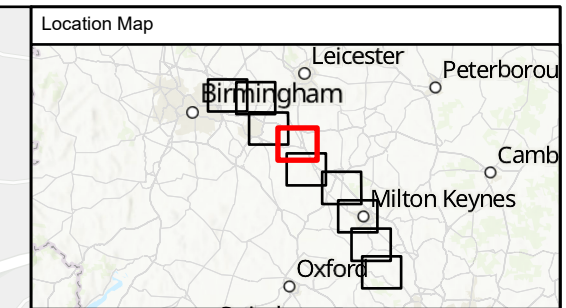 Location Map
Leicester
Peterborou
Birmingham
Camb
Milton Keynes
Oxford